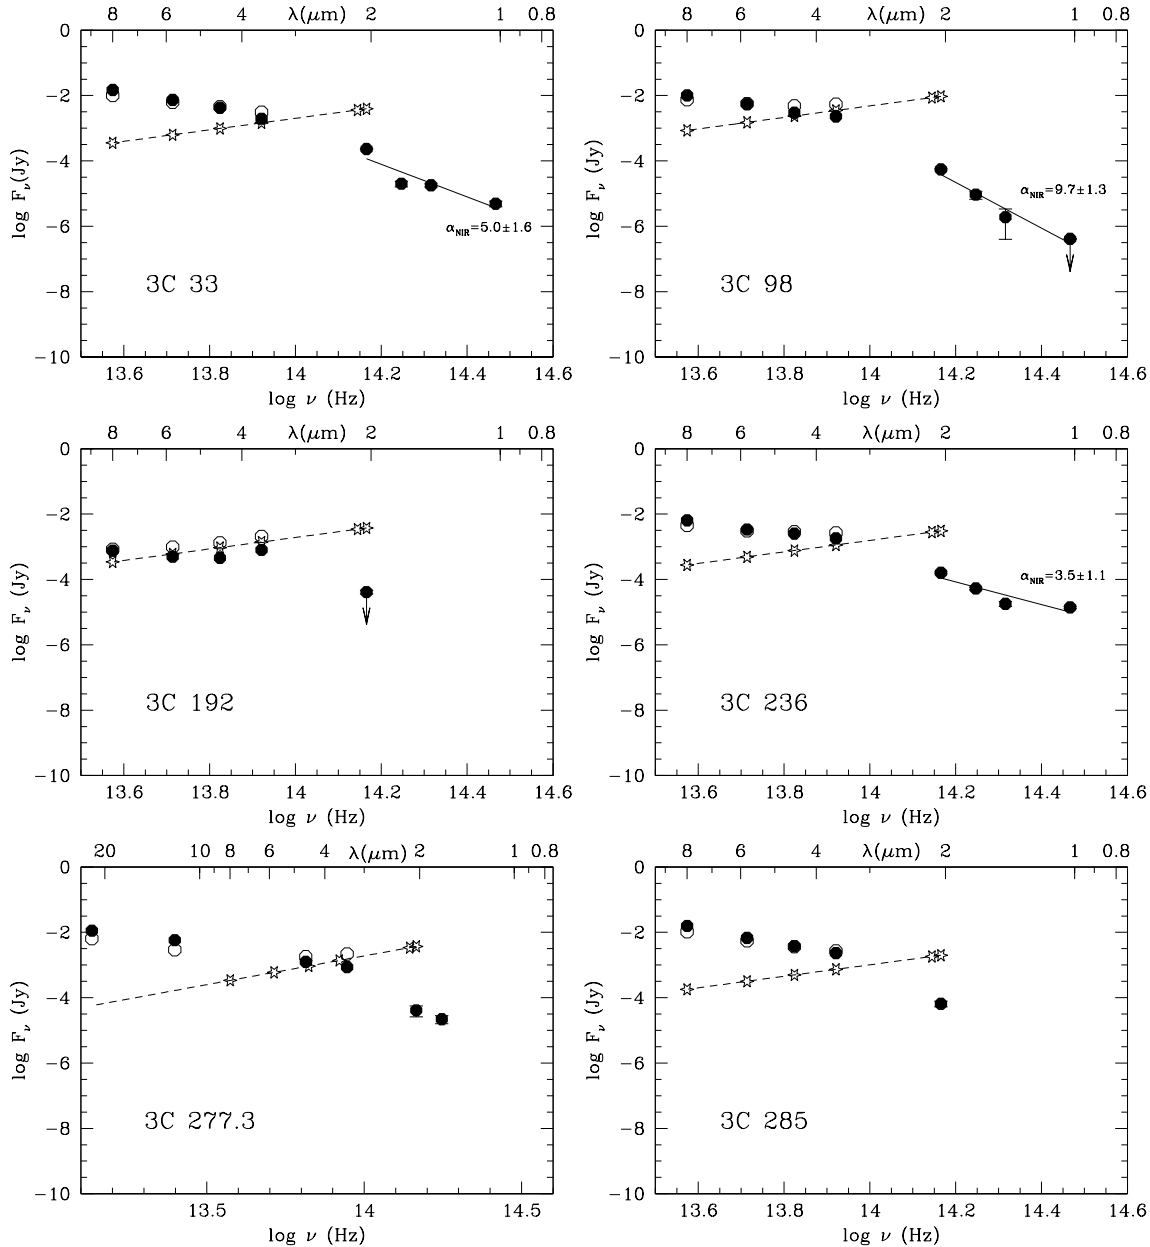 8 6 4 λ(μm) 2 1 0.8
8 6 4 λ(μm) 2 1 0.8
0 −2 −4 −6 −8 −10
log Fν(Jy)
αNIR=5.0±1.6
3C 33
13.6 13.8 14 14.2 14.4 14.6
log ν (Hz)
0 −2 −4 −6 −8 −10
log Fν (Jy)
αNIR=9.7±1.3
3C 98
13.6 13.8 14 14.2 14.4 14.6
log ν (Hz)
8 6 4 λ(μm) 2 1 0.8
8 6 4 λ(μm) 2 1 0.8
0 −2 −4 −6 −8 −10
log Fν (Jy)
3C 192
13.6 13.8 14 14.2 14.4 14.6
log ν (Hz)
0 −2 −4 −6 −8 −10
log Fν (Jy)
αNIR=3.5±1.1
3C 236
13.6 13.8 14 14.2 14.4 14.6
log ν (Hz)
20 10 8 6 4 λ(μm) 2 1 0.8
8 6 4 λ(μm) 2 1 0.8
0 −2 −4 −6 −8 −10
log Fν (Jy)
3C 277.3
13.5 14 14.5
log ν (Hz)
0 −2 −4 −6 −8 −10
log Fν (Jy)
3C 285
13.6 13.8 14 14.2 14.4 14.6
log ν (Hz)